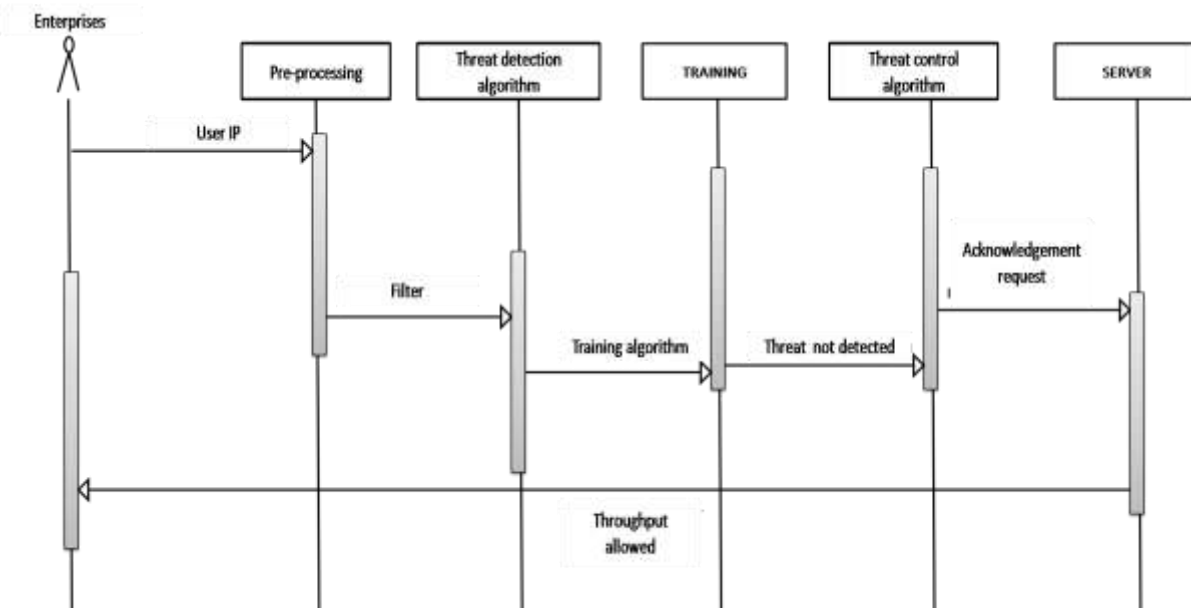 Enterprises
Pre-processing
Threat detection
algorithm
TRAINING
Threat control
algorithm
SERVER
User IP
Acknowledgement
request
Filter
Training algorithm
Threat not detected
Throughput
allowed